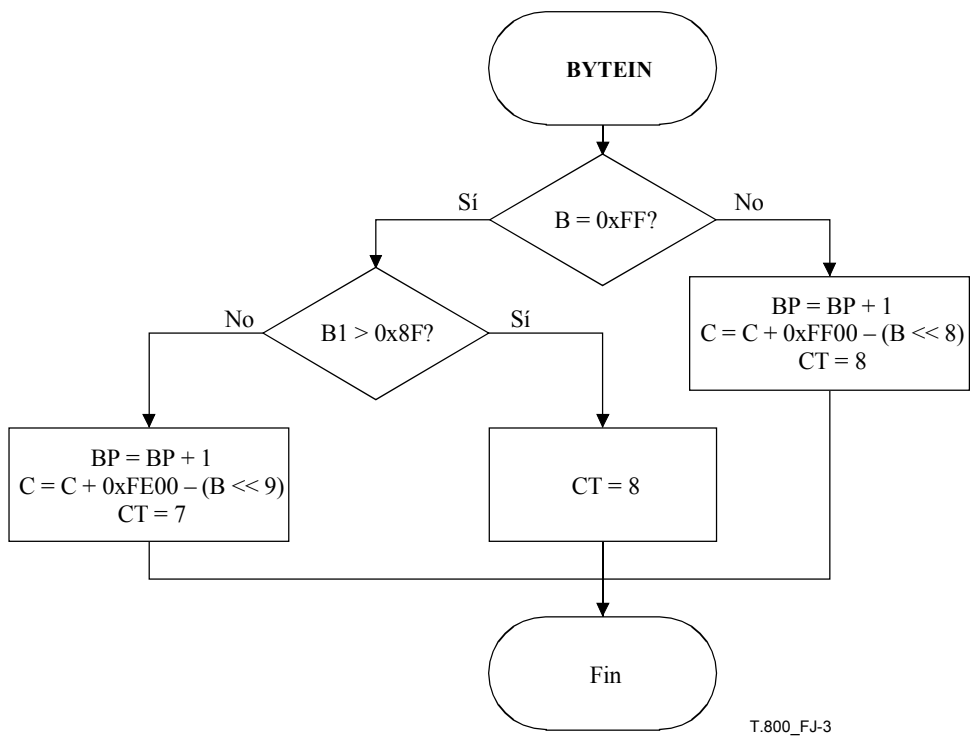 BYTEIN
Sí
B = 0xFF?
No
No
B1 > 0x8F?
Sí
BP = BP + 1
C = C + 0xFF00 – (B << 8)
CT = 8
BP = BP + 1
C = C + 0xFE00 – (B << 9)
CT = 7
CT = 8
Fin
T.800_FJ-3